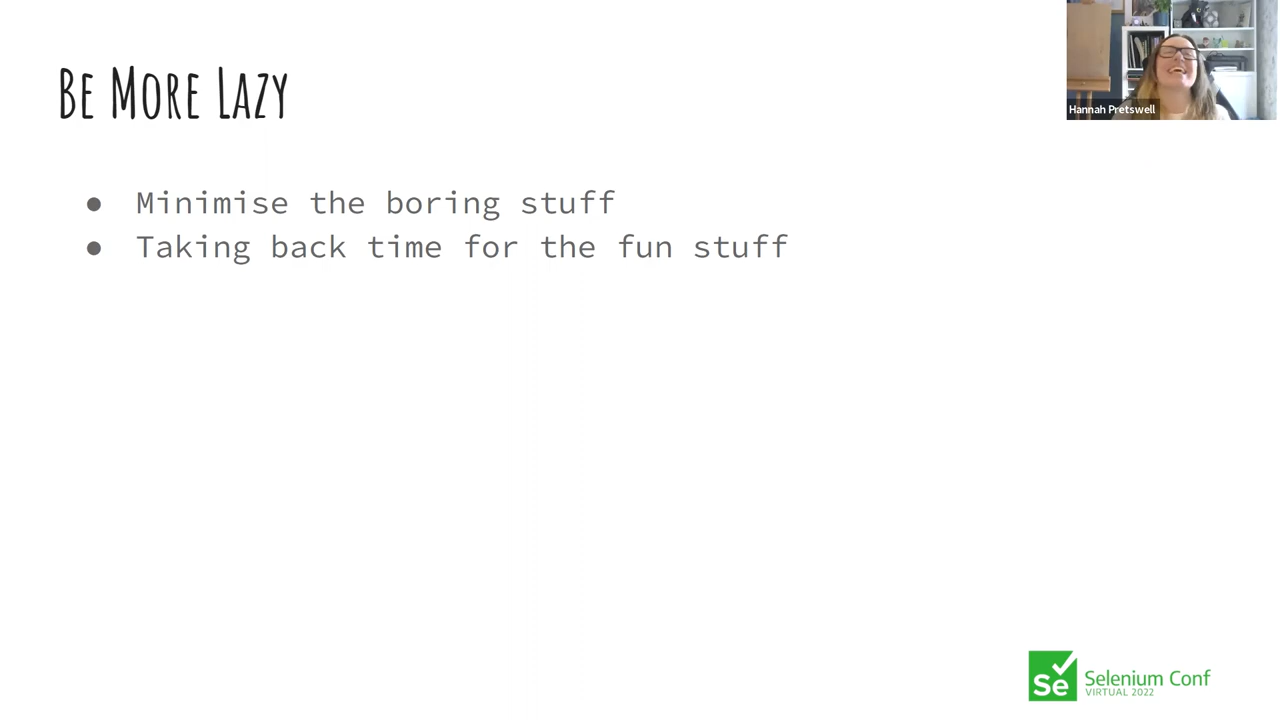 Be More Lazy
Hannah Pretswell
● Minimise the boring stuff
● Taking back time for the fun stuff
Se Selenium Conf
VIRTUAL 2022